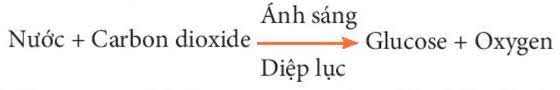 Ánh sáng
Nước + Carbon dioxide → Glucose + Oxygen
Diệp lục